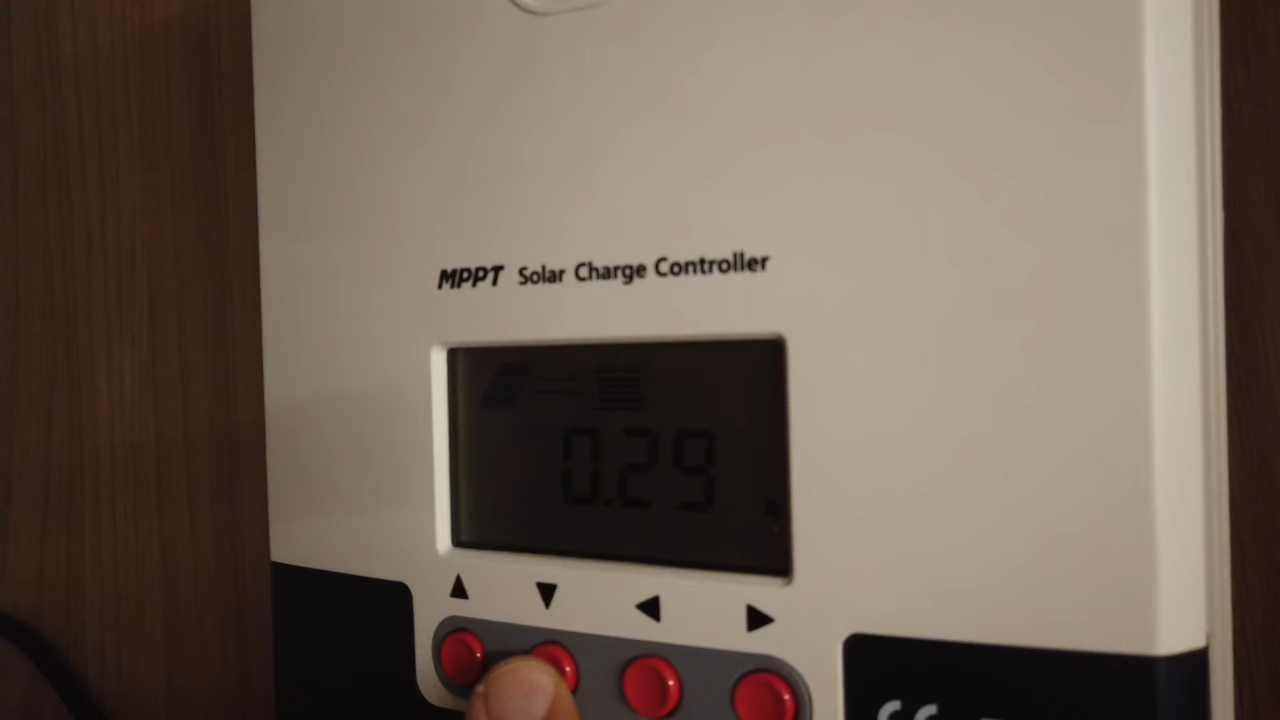 MPPT Solar Charge Controller
0.29
▲ ▼ ◀ ▶